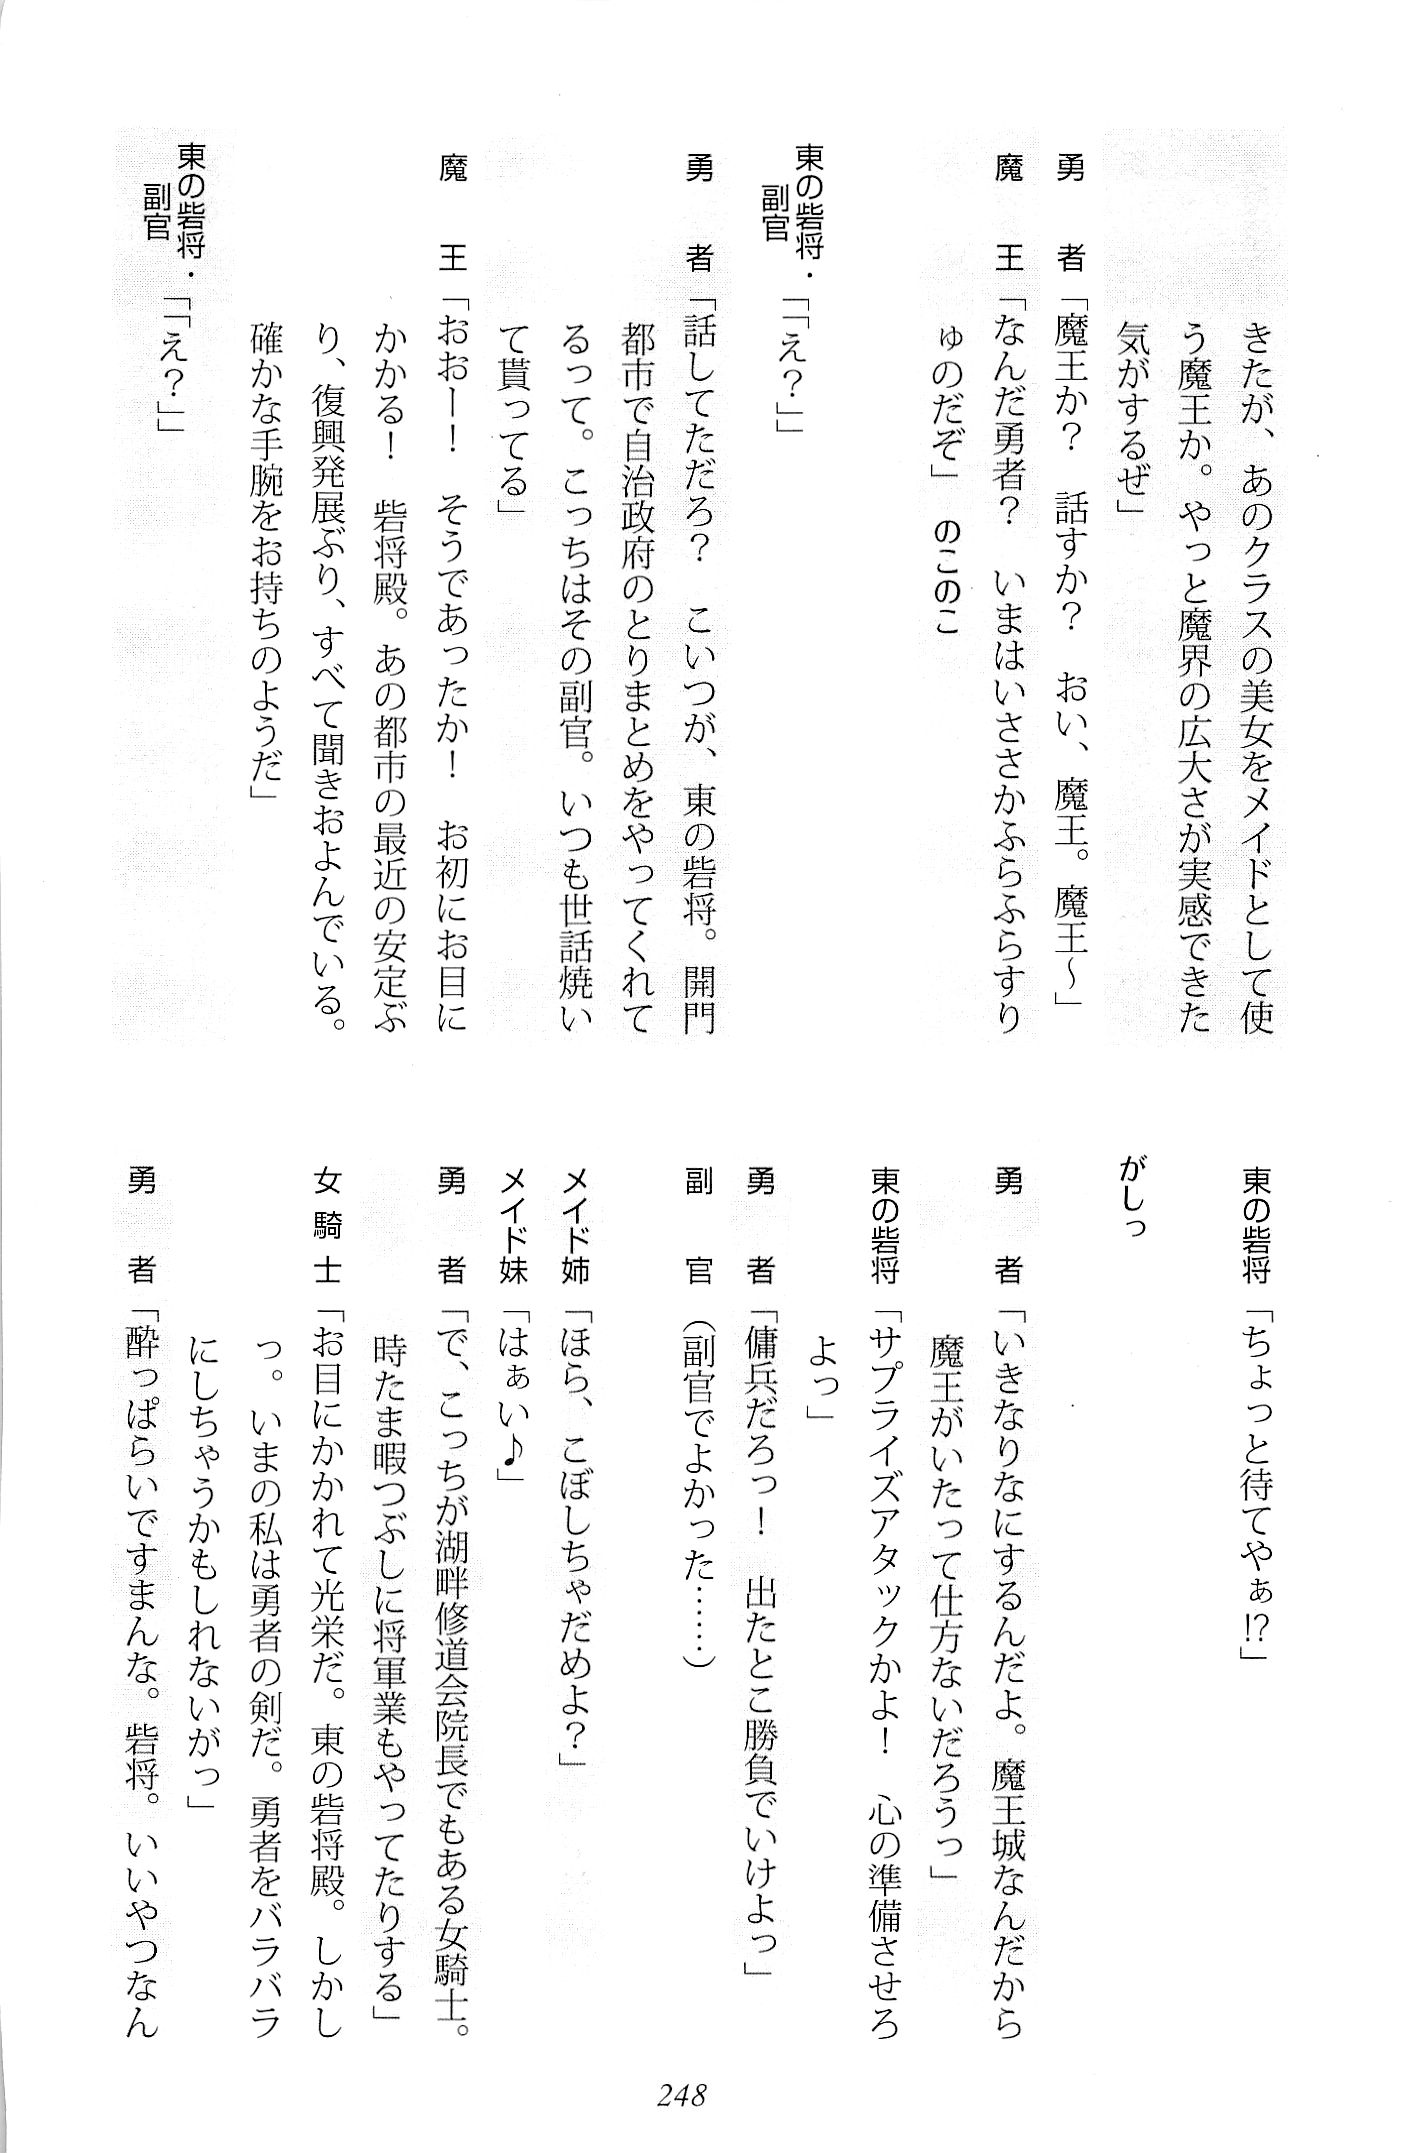 きたが、あのクラスの美女をメイドとして使
う魔王か。やっと魔界の広大さが実感できた
気がするぜ」
勇者「魔王か？　話すか？　おい、魔王。魔王～」
魔王「なんだ勇者？　いまはいささかふらふらすり
ゅのだぞ」　のこのこ
東の砦将・
副官「「え？」」
勇者「話してただろ？　こいつが、東の砦将。開門
都市で自治政府のとりまとめをやってくれて
るって。こっちはその副官。いつも世話焼い
て貰ってる」
魔王「おおー！　そうであったか！　お初にお目に
かかる！　砦将殿。あの都市の最近の安定ぶ
り、復興発展ぶり、すべて聞きおよんでいる。
確かな手腕をお持ちのようだ」
東の砦将・
副官「「え？」」
東の砦将「ちょっと待てやぁ!?」
がしっ
勇者「いきなりなにするんだよ。魔王城なんだから
魔王がいたって仕方ないだろうっ」
東の砦将「サプライズアタックかよ！　心の準備させろ
よっ」
勇者「傭兵だろっ！　出たとこ勝負でいけよっ」
副官（副官でよかった……）
メイド姉「ほら、こぼしちゃだめよ？」
メイド妹「はぁい♪」
勇者「で、こっちが湖畔修道会院長でもある女騎士。
時たま暇つぶしに将軍業もやってたりする」
女騎士「お目にかかれて光栄だ。東の砦将殿。しかし
っ。いまの私は勇者の剣だ。勇者をバラバラ
にしちゃうかもしれないがっ」
勇者「酔っぱらいですまんな。砦将。いいやつなん
248